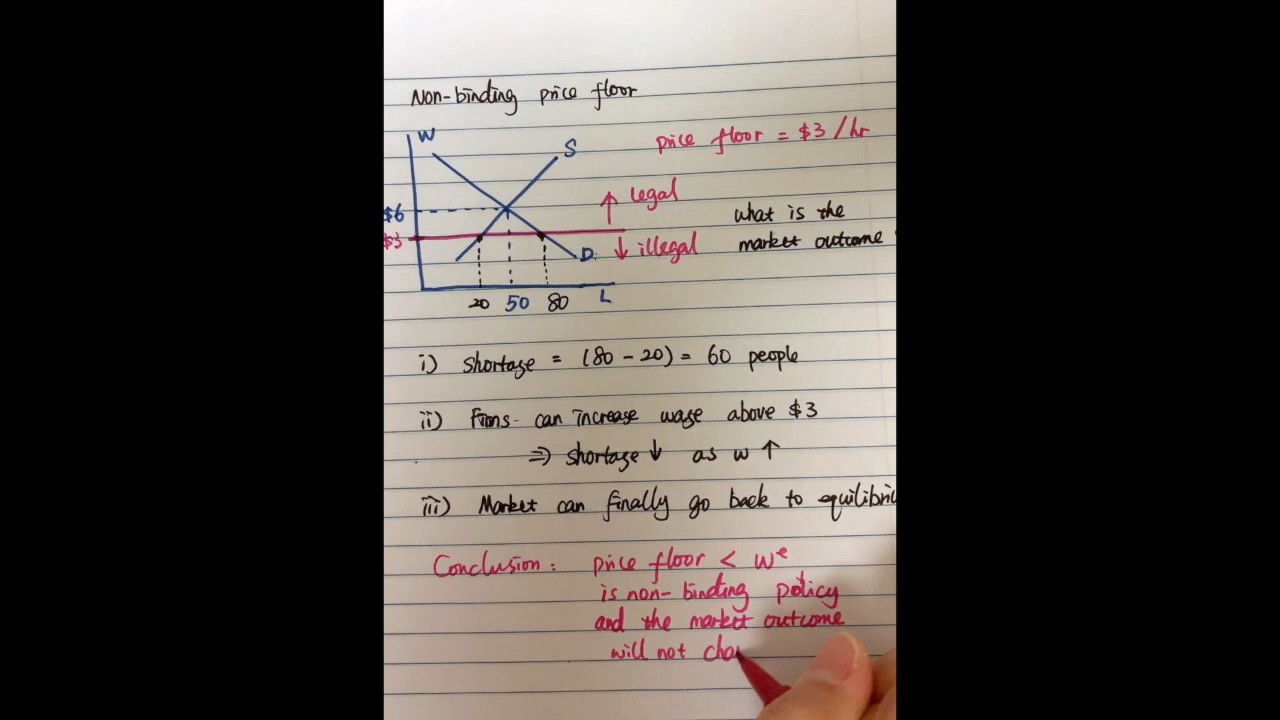 Non-binding price floor
W
S
price floor = $3/hr
↑ legal
$6
what is the
$3
↓ illegal
market outcome
D
20 50 80 L
i) Shortage = (80 - 20) = 60 people
ii) Firms can increase wage above $3
⇒ shortage ↓ as w ↑
iii) Market can finally go back to equilibriu
Conclusion: price floor < wᵉ
is non-binding policy
and the market outcome
will not cha